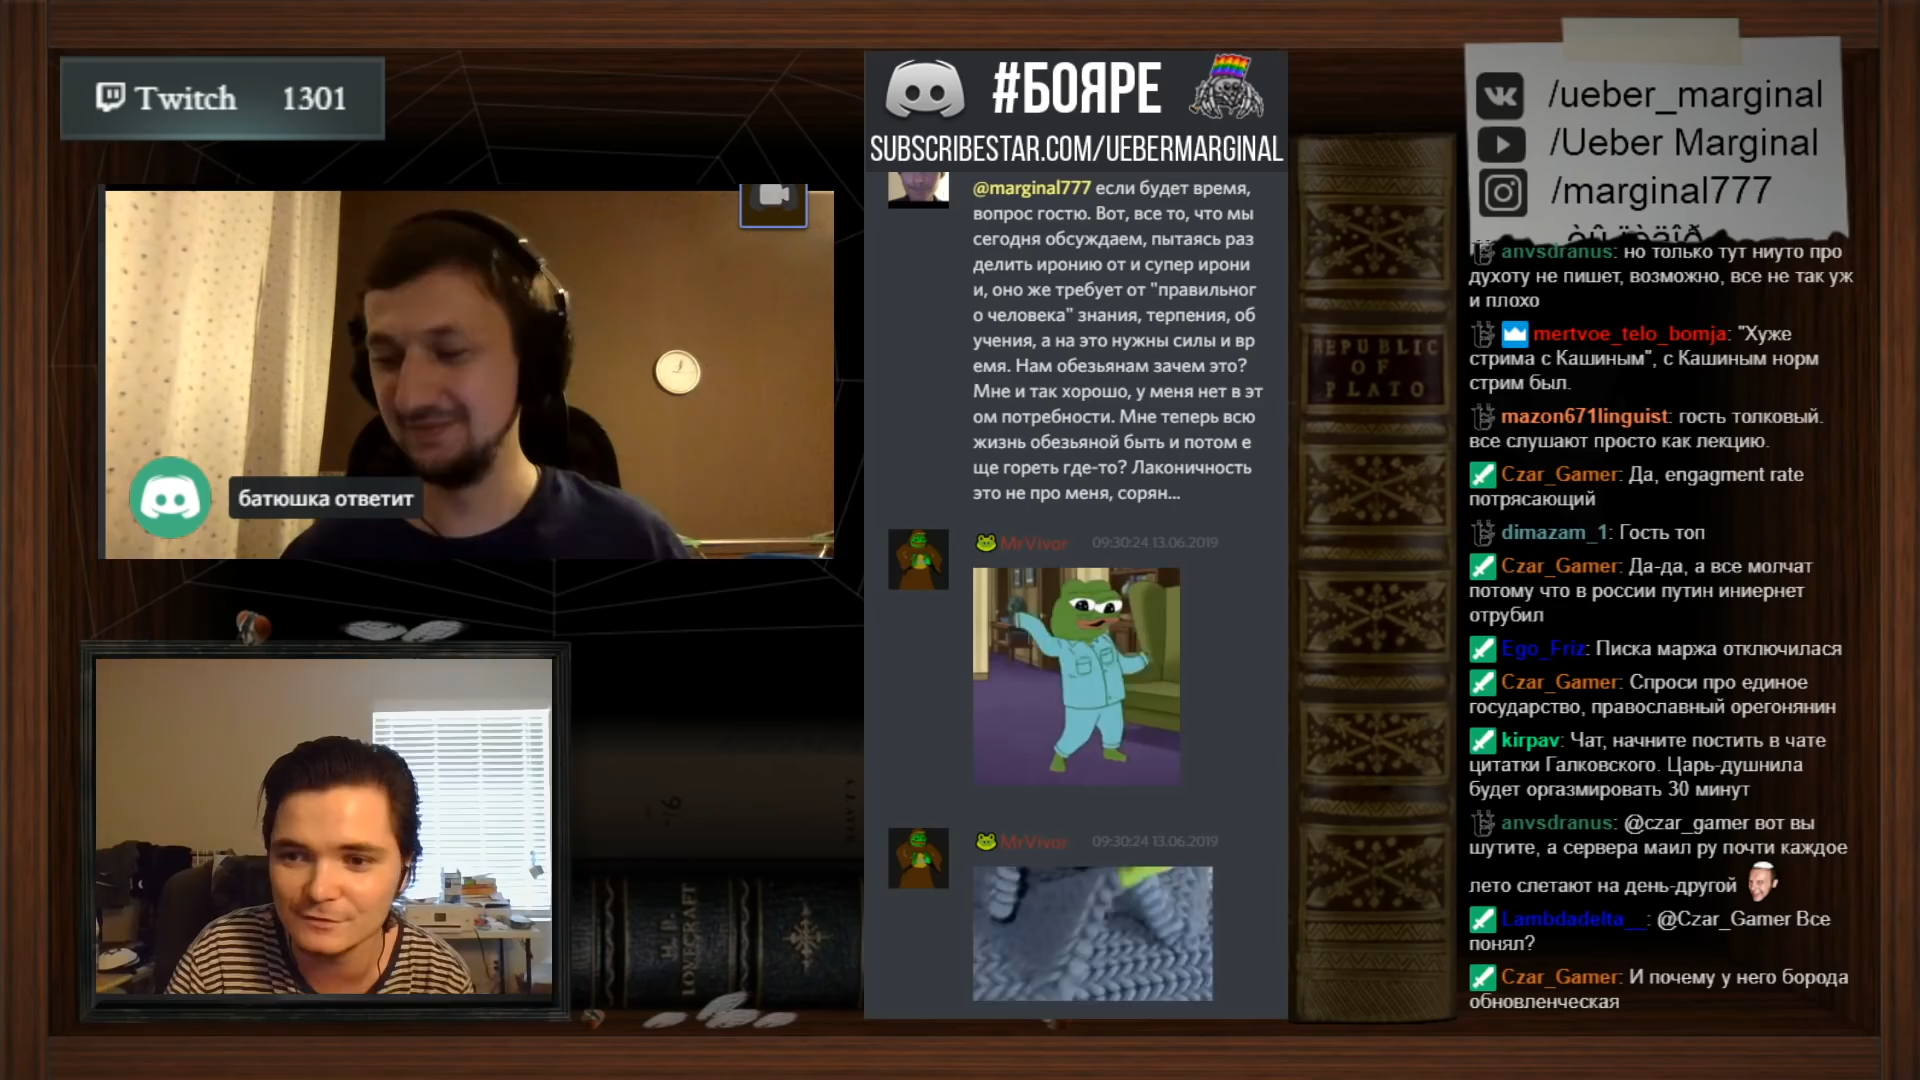 Twitch 1301
батюшка ответит
LOVECRAFT
#БОЯРЕ
SUBSCRIBESTAR.COM/UEBERMARGINAL
@marginal777 если будет время,
вопрос гостю. Вот, все то, что мы
сегодня обсуждаем, пытаясь раз
делить иронию от и супер ирони
и, оно же требует от "правильног
о человека" знания, терпения, об
учения, а на это нужны силы и вр
емя. Нам обезьянам зачем это?
Мне и так хорошо, у меня нет в эт
ом потребности. Мне теперь всю
жизнь обезьяной быть и потом е
ще гореть где-то? Лаконичность
это не про меня, сорян...
MrVivor 09:30:24 13.06.2019
MrVivor 09:30:24 13.06.2019
REPUBLIC
OF
PLATO
/ueber_marginal
/Ueber Marginal
/marginal777
anvsdranus: но только тут ниуто про
духоту не пишет, возможно, все не так уж
и плохо
mertvoe_telo_bomja: "Хуже
стрима с Кашиным", с Кашиным норм
стрим был.
mazon671linguist: гость толковый.
все слушают просто как лекцию.
Czar_Gamer: Да, engagment rate
потрясающий
dimazam_1: Гость топ
Czar_Gamer: Да-да, а все молчат
потому что в россии путин иниернет
отрубил
Ego_Friz: Писка маржа отключилася
Czar_Gamer: Спроси про единое
государство, православный орегонянин
kirpav: Чат, начните постить в чате
цитатки Галковского. Царь-душнила
будет оргазмировать 30 минут
anvsdranus: @czar_gamer вот вы
шутите, а сервера маил ру почти каждое
лето слетают на день-другой
Lambdadelta__: @Czar_Gamer Все
понял?
Czar_Gamer: И почему у него борода
обновленческая